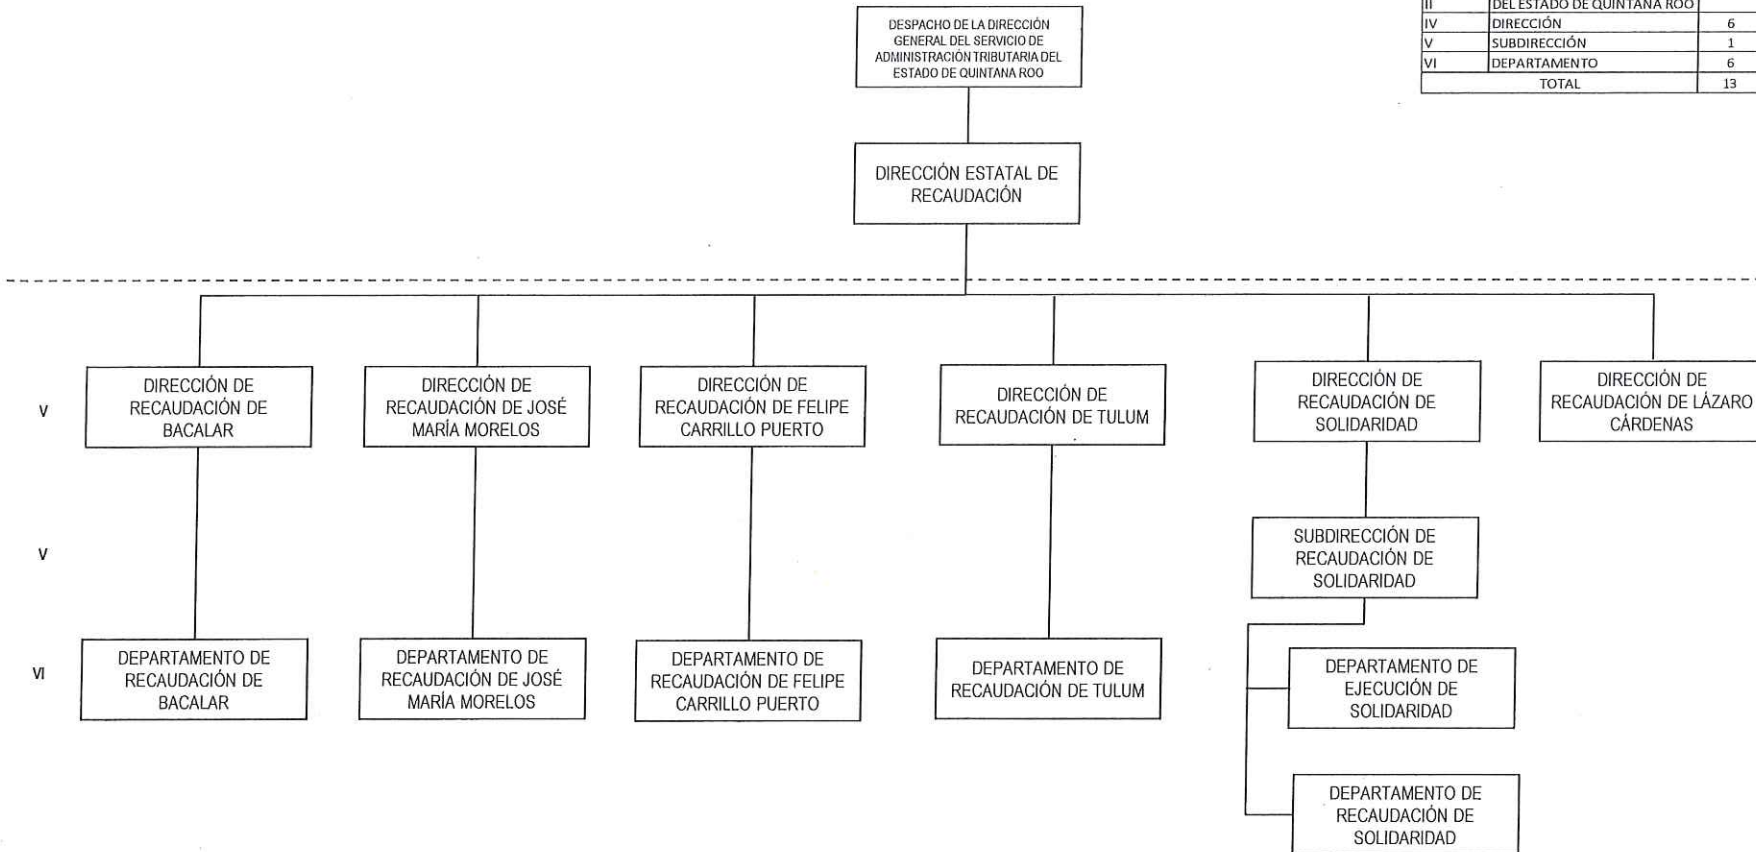 II DEL ESTADO DE QUINTANA ROO
IV DIRECCIÓN 6
V SUBDIRECCIÓN 1
VI DEPARTAMENTO 6
TOTAL 13
DESPACHO DE LA DIRECCIÓN
GENERAL DEL SERVICIO DE
ADMINISTRACIÓN TRIBUTARIA DEL
ESTADO DE QUINTANA ROO
DIRECCIÓN ESTATAL DE
RECAUDACIÓN
V
DIRECCIÓN DE
RECAUDACIÓN DE
BACALAR
DIRECCIÓN DE
RECAUDACIÓN DE JOSÉ
MARÍA MORELOS
DIRECCIÓN DE
RECAUDACIÓN DE FELIPE
CARRILLO PUERTO
DIRECCIÓN DE
RECAUDACIÓN DE TULUM
DIRECCIÓN DE
RECAUDACIÓN DE
SOLIDARIDAD
DIRECCIÓN DE
RECAUDACIÓN DE LÁZARO
CÁRDENAS
V
SUBDIRECCIÓN DE
RECAUDACIÓN DE
SOLIDARIDAD
VI
DEPARTAMENTO DE
RECAUDACIÓN DE
BACALAR
DEPARTAMENTO DE
RECAUDACIÓN DE JOSÉ
MARÍA MORELOS
DEPARTAMENTO DE
RECAUDACIÓN DE FELIPE
CARRILLO PUERTO
DEPARTAMENTO DE
RECAUDACIÓN DE TULUM
DEPARTAMENTO DE
EJECUCIÓN DE
SOLIDARIDAD
DEPARTAMENTO DE
RECAUDACIÓN DE
SOLIDARIDAD